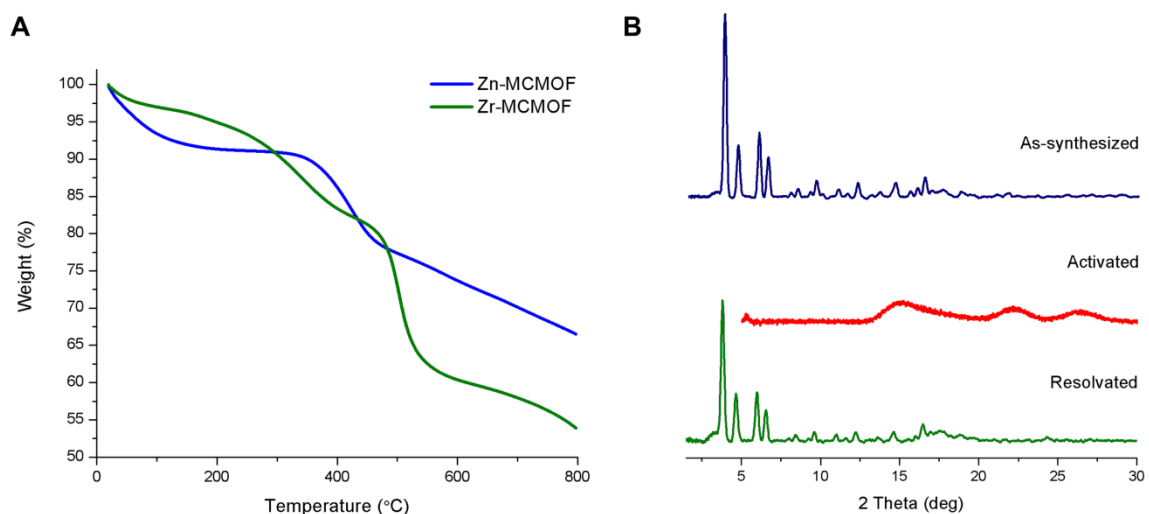 A
Zn-MCMOF
Zr-MCMOF
100
95
90
85
80
75
70
65
60
55
50
0
200
400
600
800
Weight (%)
Temperature (°C)
B
As-synthesized
Activated
Resolvated
5
10
15
20
25
30
2 Theta (deg)